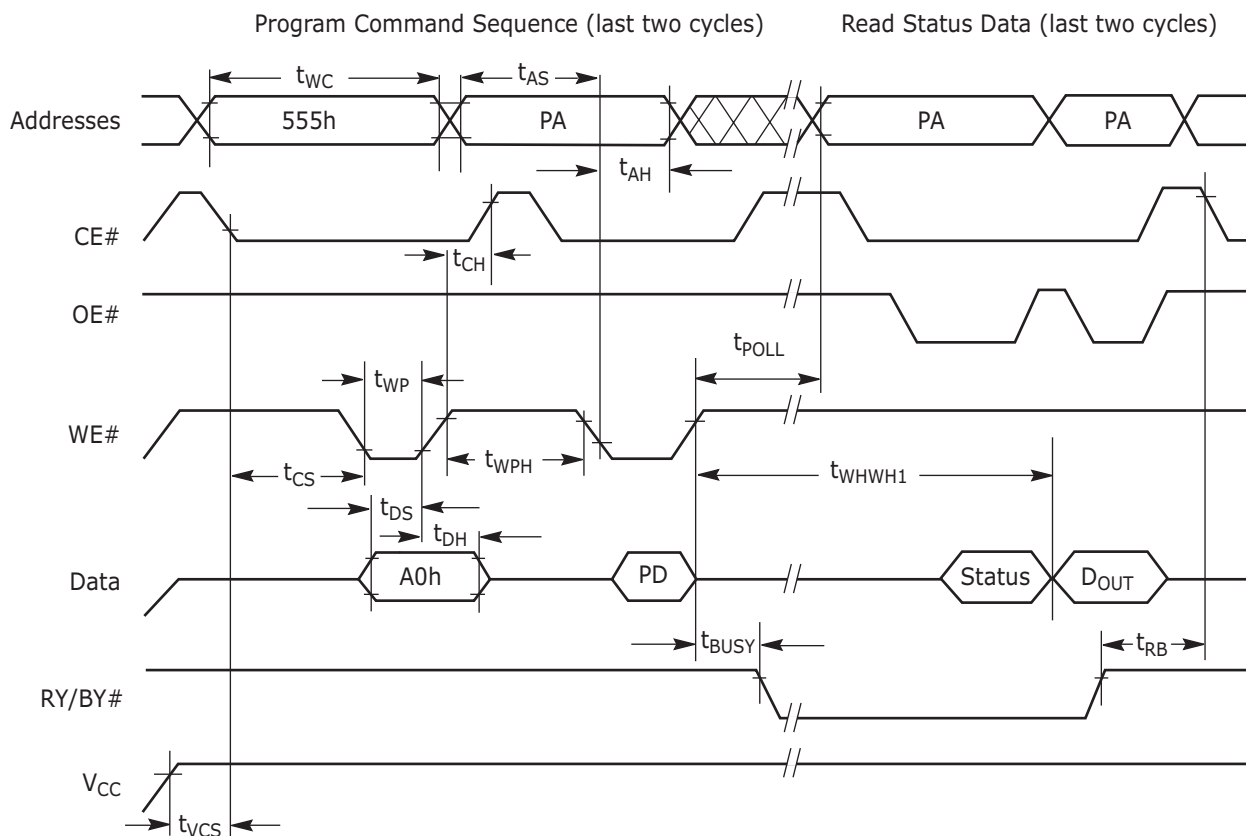 Program Command Sequence (last two cycles)
Read Status Data (last two cycles)
tWC
tAS
Addresses
555h
PA
PA
PA
tAH
CE#
tCH
OE#
tPOLL
tWP
WE#
tCS
tWPH
tWHWH1
tDS
tDH
Data
A0h
PD
Status
DOUT
tBUSY
tRB
RY/BY#
VCC
tVCS